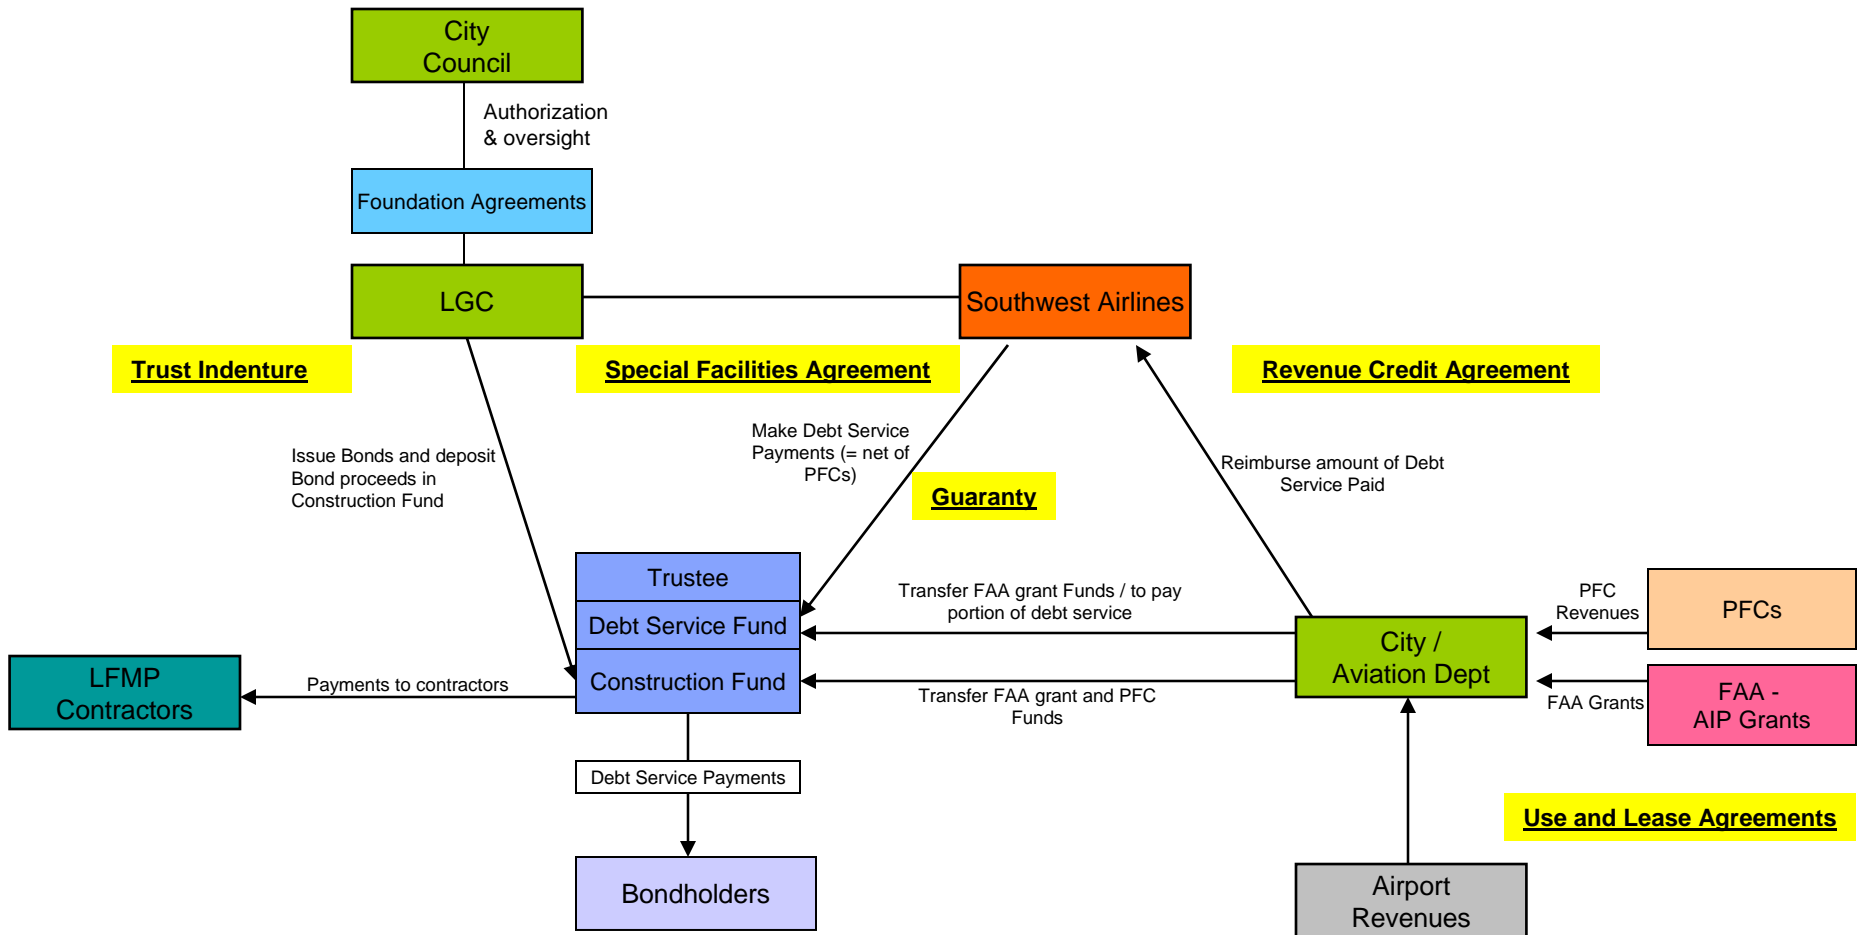 City
Council
Authorization
& oversight
Foundation Agreements
LGC
Southwest Airlines
Trust Indenture
Special Facilities Agreement
Revenue Credit Agreement
Issue Bonds and deposit
Bond proceeds in
Construction Fund
Make Debt Service
Payments (= net of
PFCs)
Guaranty
Reimburse amount of Debt
Service Paid
Trustee
Debt Service Fund
Construction Fund
Transfer FAA grant Funds / to pay
portion of debt service
Transfer FAA grant and PFC
Funds
City /
Aviation Dept
PFC
Revenues
PFCs
FAA Grants
FAA -
AIP Grants
LFMP
Contractors
Payments to contractors
Debt Service Payments
Bondholders
Use and Lease Agreements
Airport
Revenues